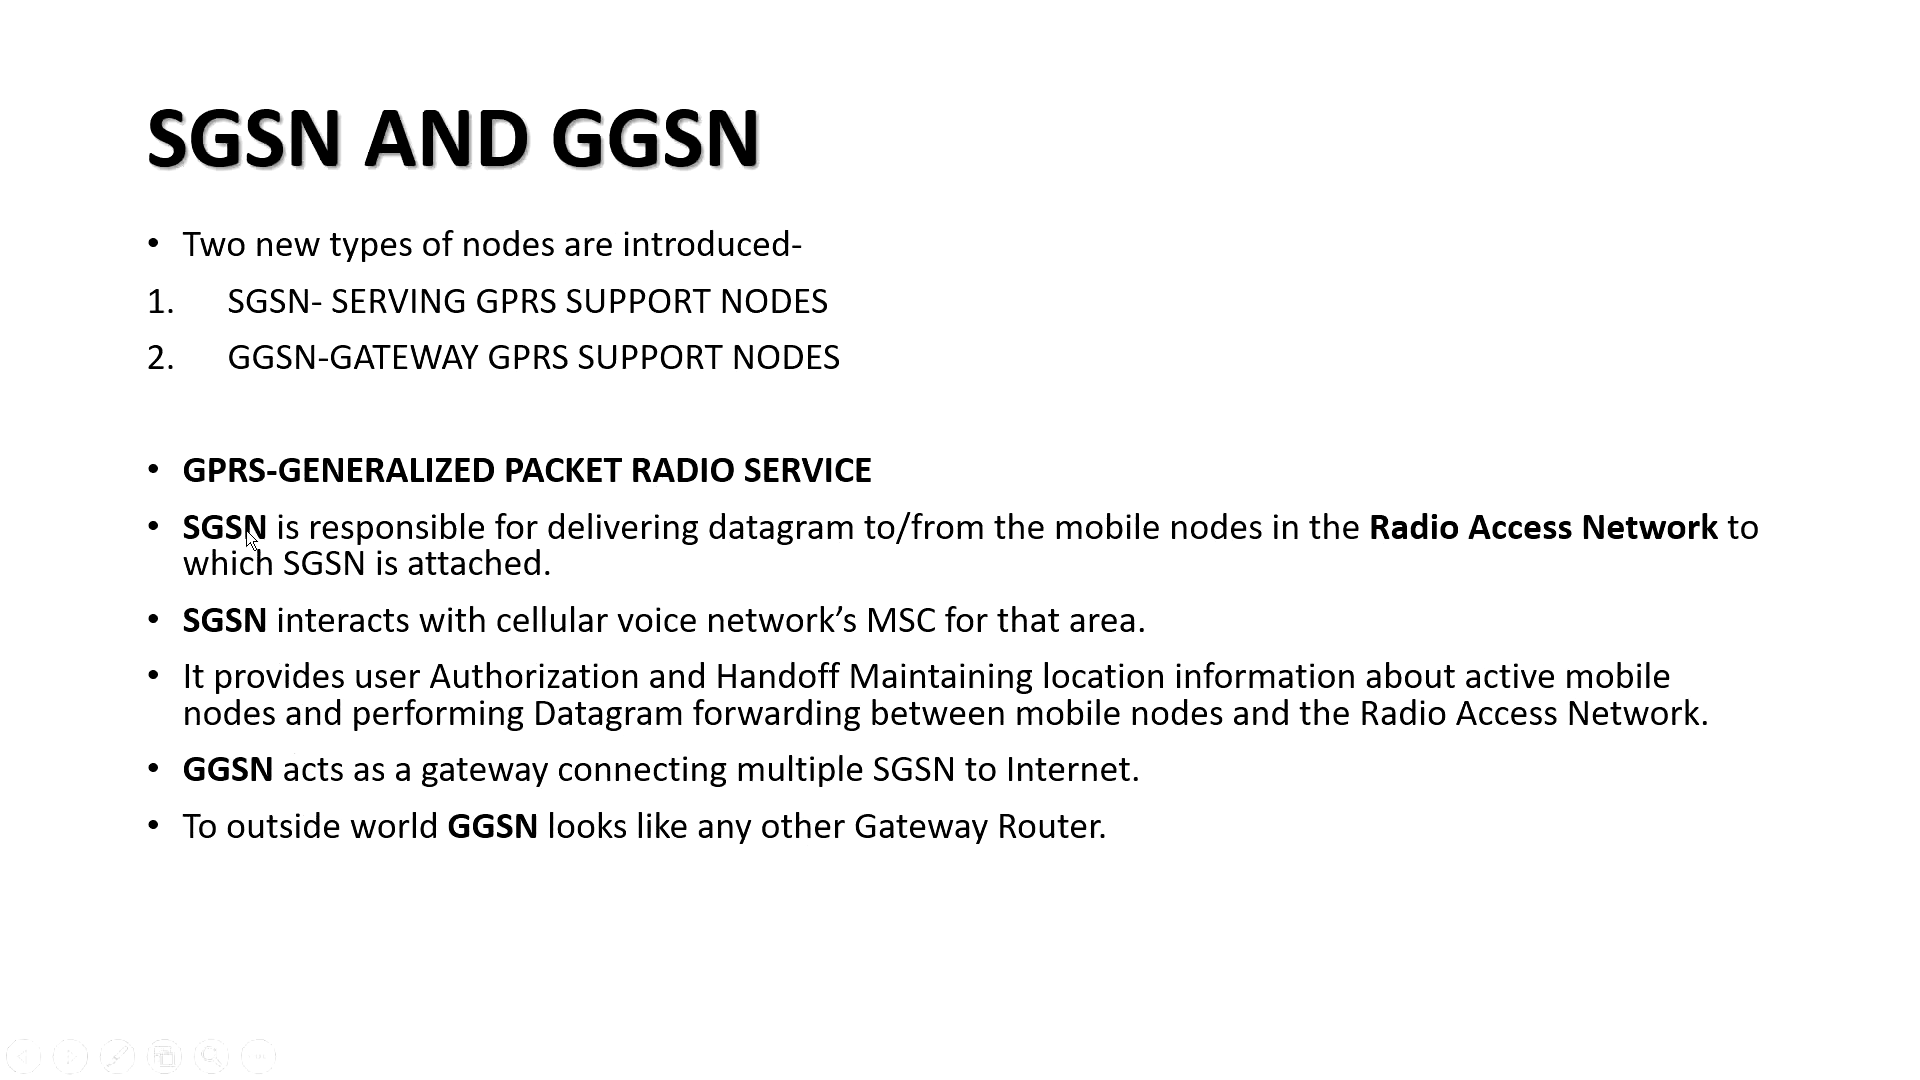 SGSN AND GGSN
• Two new types of nodes are introduced-
1. SGSN- SERVING GPRS SUPPORT NODES
2. GGSN-GATEWAY GPRS SUPPORT NODES
• GPRS-GENERALIZED PACKET RADIO SERVICE
• SGSN is responsible for delivering datagram to/from the mobile nodes in the Radio Access Network to
which SGSN is attached.
• SGSN interacts with cellular voice network’s MSC for that area.
• It provides user Authorization and Handoff Maintaining location information about active mobile
nodes and performing Datagram forwarding between mobile nodes and the Radio Access Network.
• GGSN acts as a gateway connecting multiple SGSN to Internet.
• To outside world GGSN looks like any other Gateway Router.